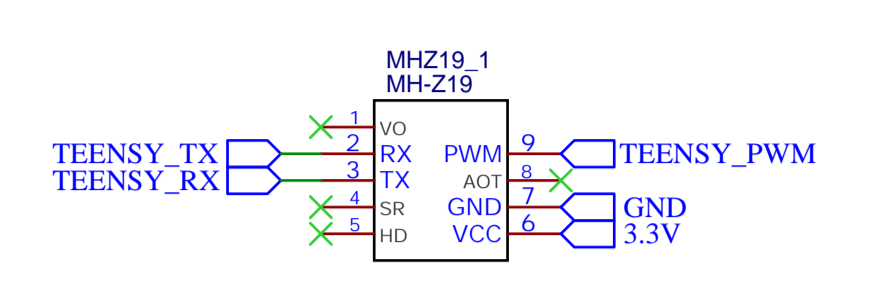 MHZ19_1
MH-Z19
1 VO
TEENSY_TX 2 RX PWM 9 TEENSY_PWM
TEENSY_RX 3 TX AOT 8
4 SR GND 7 GND
5 HD VCC 6 3.3V